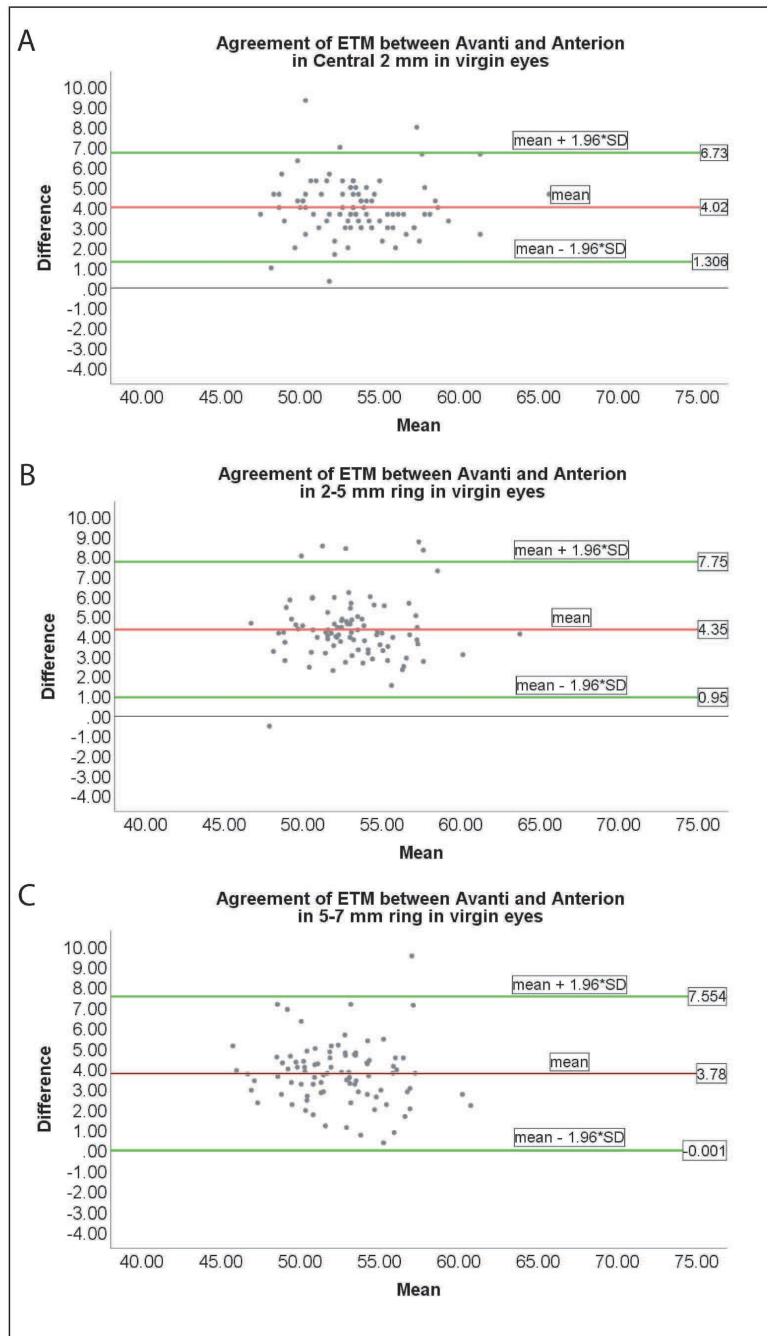 A
Agreement of ETM between Avanti and Anterion
in Central 2 mm in virgin eyes
10.00
9.00
8.00
7.00
6.00
5.00
4.00
3.00
2.00
1.00
.00
-1.00
-2.00
-3.00
-4.00
Difference
mean + 1.96*SD
6.73
mean
4.02
mean - 1.96*SD
1.306
40.00 45.00 50.00 55.00 60.00 65.00 70.00 75.00
Mean
B
Agreement of ETM between Avanti and Anterion
in 2-5 mm ring in virgin eyes
10.00
9.00
8.00
7.00
6.00
5.00
4.00
3.00
2.00
1.00
.00
-1.00
-2.00
-3.00
-4.00
Difference
mean + 1.96*SD
7.75
mean
4.35
mean - 1.96*SD
0.95
40.00 45.00 50.00 55.00 60.00 65.00 70.00 75.00
Mean
C
Agreement of ETM between Avanti and Anterion
in 5-7 mm ring in virgin eyes
10.00
9.00
8.00
7.00
6.00
5.00
4.00
3.00
2.00
1.00
.00
-1.00
-2.00
-3.00
-4.00
Difference
mean + 1.96*SD
7.554
mean
3.78
mean - 1.96*SD
-0.001
40.00 45.00 50.00 55.00 60.00 65.00 70.00 75.00
Mean